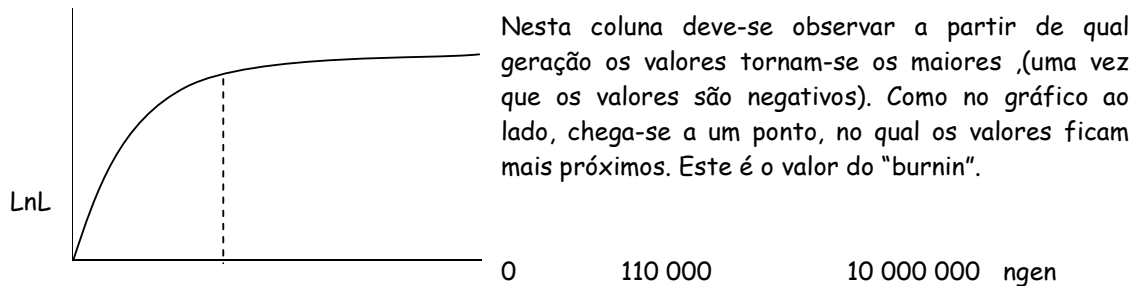 Nesta coluna deve-se observar a partir de qual
geração os valores tornam-se os maiores ,(uma vez
que os valores são negativos). Como no gráfico ao
lado, chega-se a um ponto, no qual os valores ficam
mais próximos. Este é o valor do “burnin”.
LnL
0 110 000 10 000 000 ngen